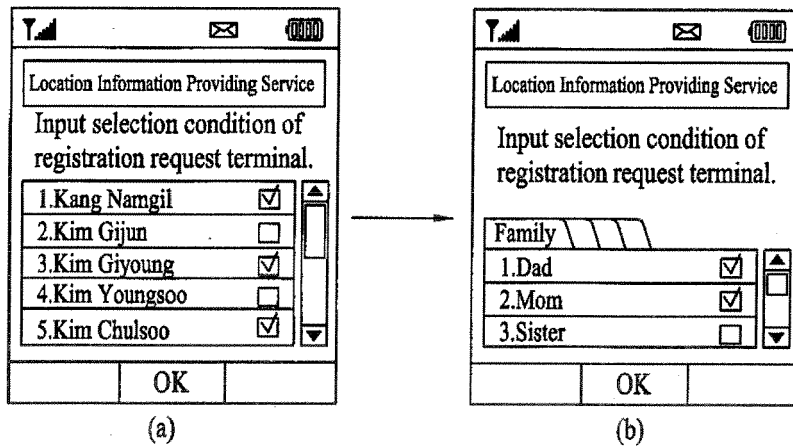 Location Information Providing Service
Input selection condition of
registration request terminal.
1.Kang Namgil
2.Kim Gijun
3.Kim Giyoung
4.Kim Youngsoo
5.Kim Chulsoo
OK
(a)
Location Information Providing Service
Input selection condition of
registration request terminal.
Family
1.Dad
2.Mom
3.Sister
OK
(b)